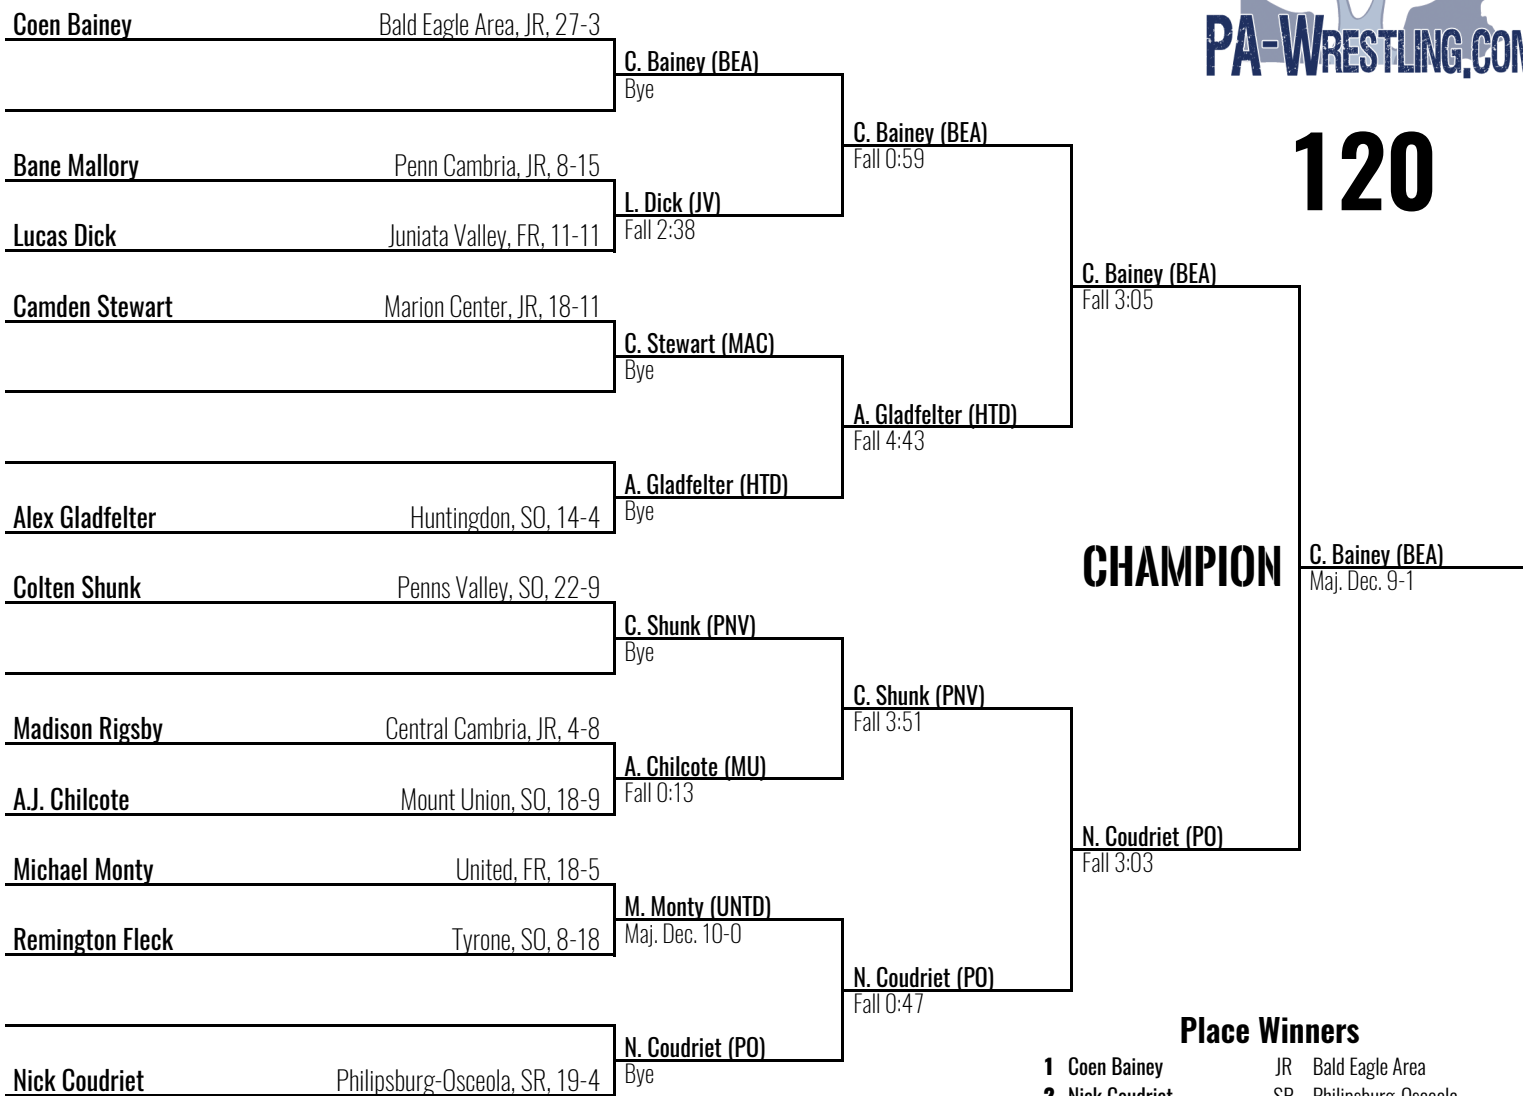 Coen Bainey Bald Eagle Area, JR, 27-3
C. Bainey (BEA)
Bye
PA-WRESTLING.COM
C. Bainey (BEA)
Fall 0:59
120
Bane Mallory Penn Cambria, JR, 8-15
L. Dick (JV)
Fall 2:38
Lucas Dick Juniata Valley, FR, 11-11
C. Bainey (BEA)
Fall 3:05
Camden Stewart Marion Center, JR, 18-11
C. Stewart (MAC)
Bye
A. Gladfelter (HTD)
Fall 4:43
A. Gladfelter (HTD)
Bye
Alex Gladfelter Huntingdon, SO, 14-4
CHAMPION
C. Bainey (BEA)
Maj. Dec. 9-1
Colten Shunk Penns Valley, SO, 22-9
C. Shunk (PNV)
Bye
C. Shunk (PNV)
Fall 3:51
Madison Rigsby Central Cambria, JR, 4-8
A. Chilcote (MU)
Fall 0:13
A.J. Chilcote Mount Union, SO, 18-9
N. Coudriet (PO)
Fall 3:03
Michael Monty United, FR, 18-5
M. Monty (UNTD)
Maj. Dec. 10-0
Remington Fleck Tyrone, SO, 8-18
N. Coudriet (PO)
Fall 0:47
N. Coudriet (PO)
Bye
Nick Coudriet Philipsburg-Osceola, SR, 19-4
Place Winners
1 Coen Bainey JR Bald Eagle Area
2 Nick Coudriet SR Philipsburg-Osceola